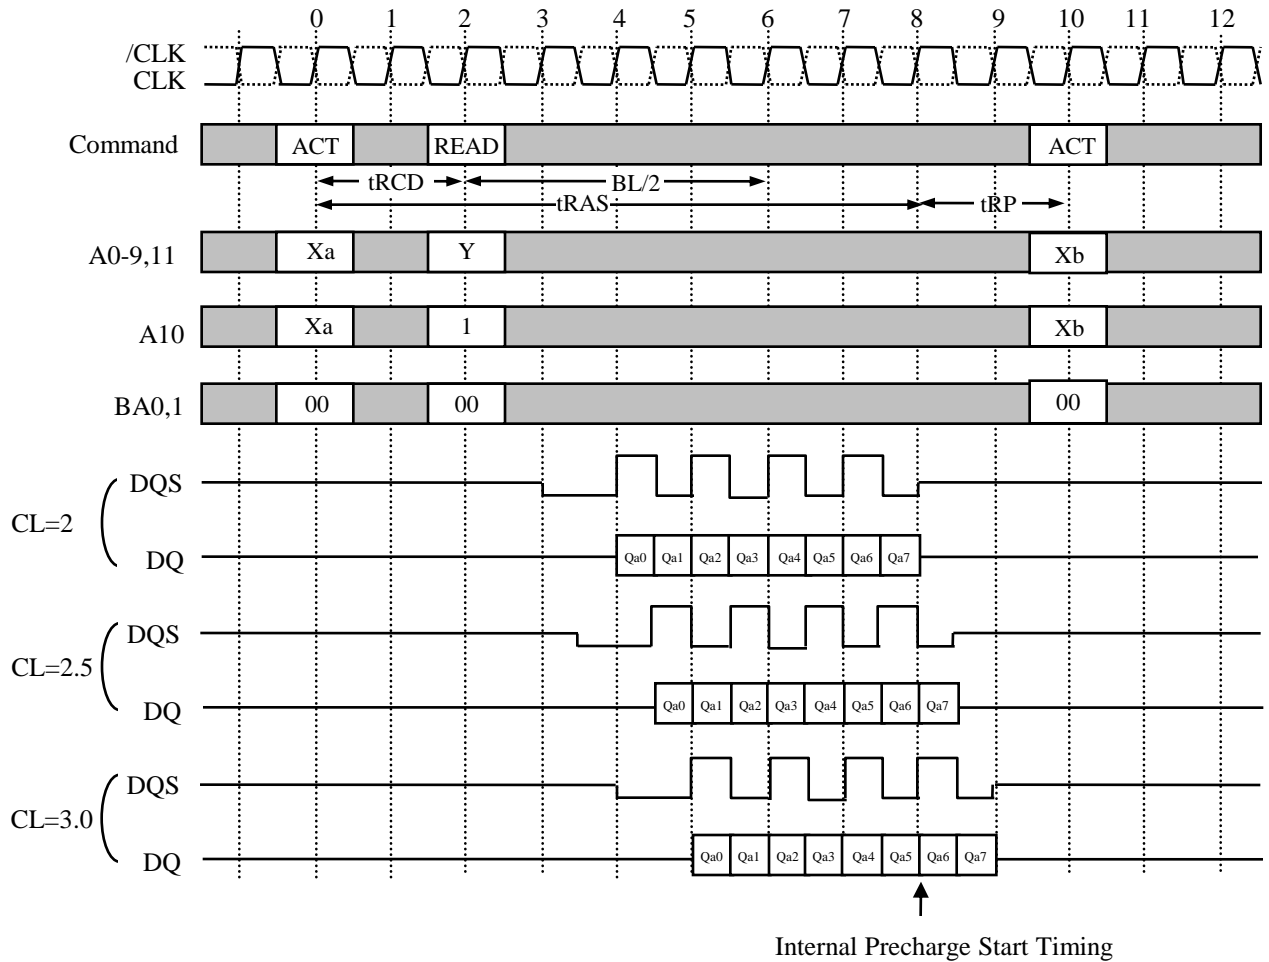 0 1 2 3 4 5 6 7 8 9 10 11 12
/CLK
CLK
Command ACT READ ACT
tRCD BL/2
tRAS tRP
A0-9,11 Xa Y Xb
A10 Xa 1 Xb
BA0,1 00 00 00
DQS
CL=2
DQ Qa0 Qa1 Qa2 Qa3 Qa4 Qa5 Qa6 Qa7
DQS
CL=2.5
DQ Qa0 Qa1 Qa2 Qa3 Qa4 Qa5 Qa6 Qa7
DQS
CL=3.0
DQ Qa0 Qa1 Qa2 Qa3 Qa4 Qa5 Qa6 Qa7
Internal Precharge Start Timing